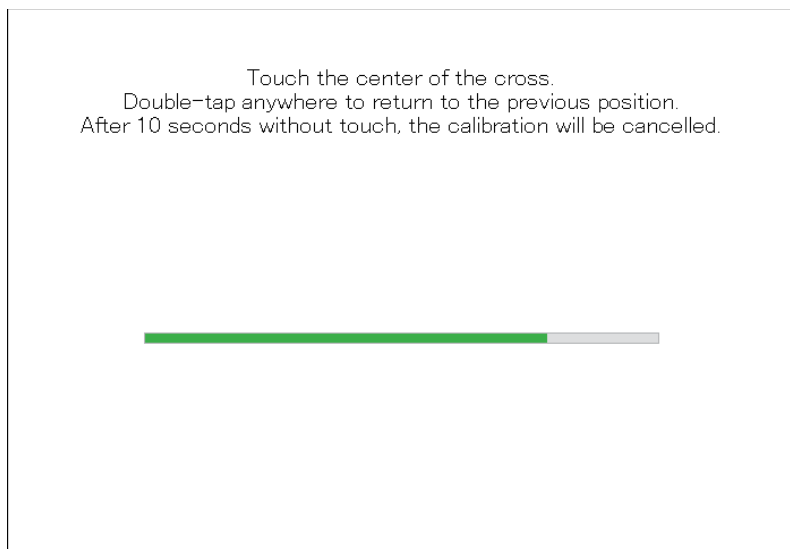 Touch the center of the cross.
Double-tap anywhere to return to the previous position.
After 10 seconds without touch, the calibration will be cancelled.